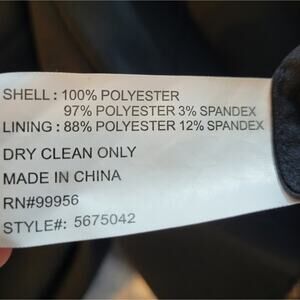 SHELL : 100% POLYESTER
97% POLYESTER 3% SPANDEX
LINING : 88% POLYESTER 12% SPANDEX
DRY CLEAN ONLY
MADE IN CHINA
RN#99956
STYLE#: 5675042